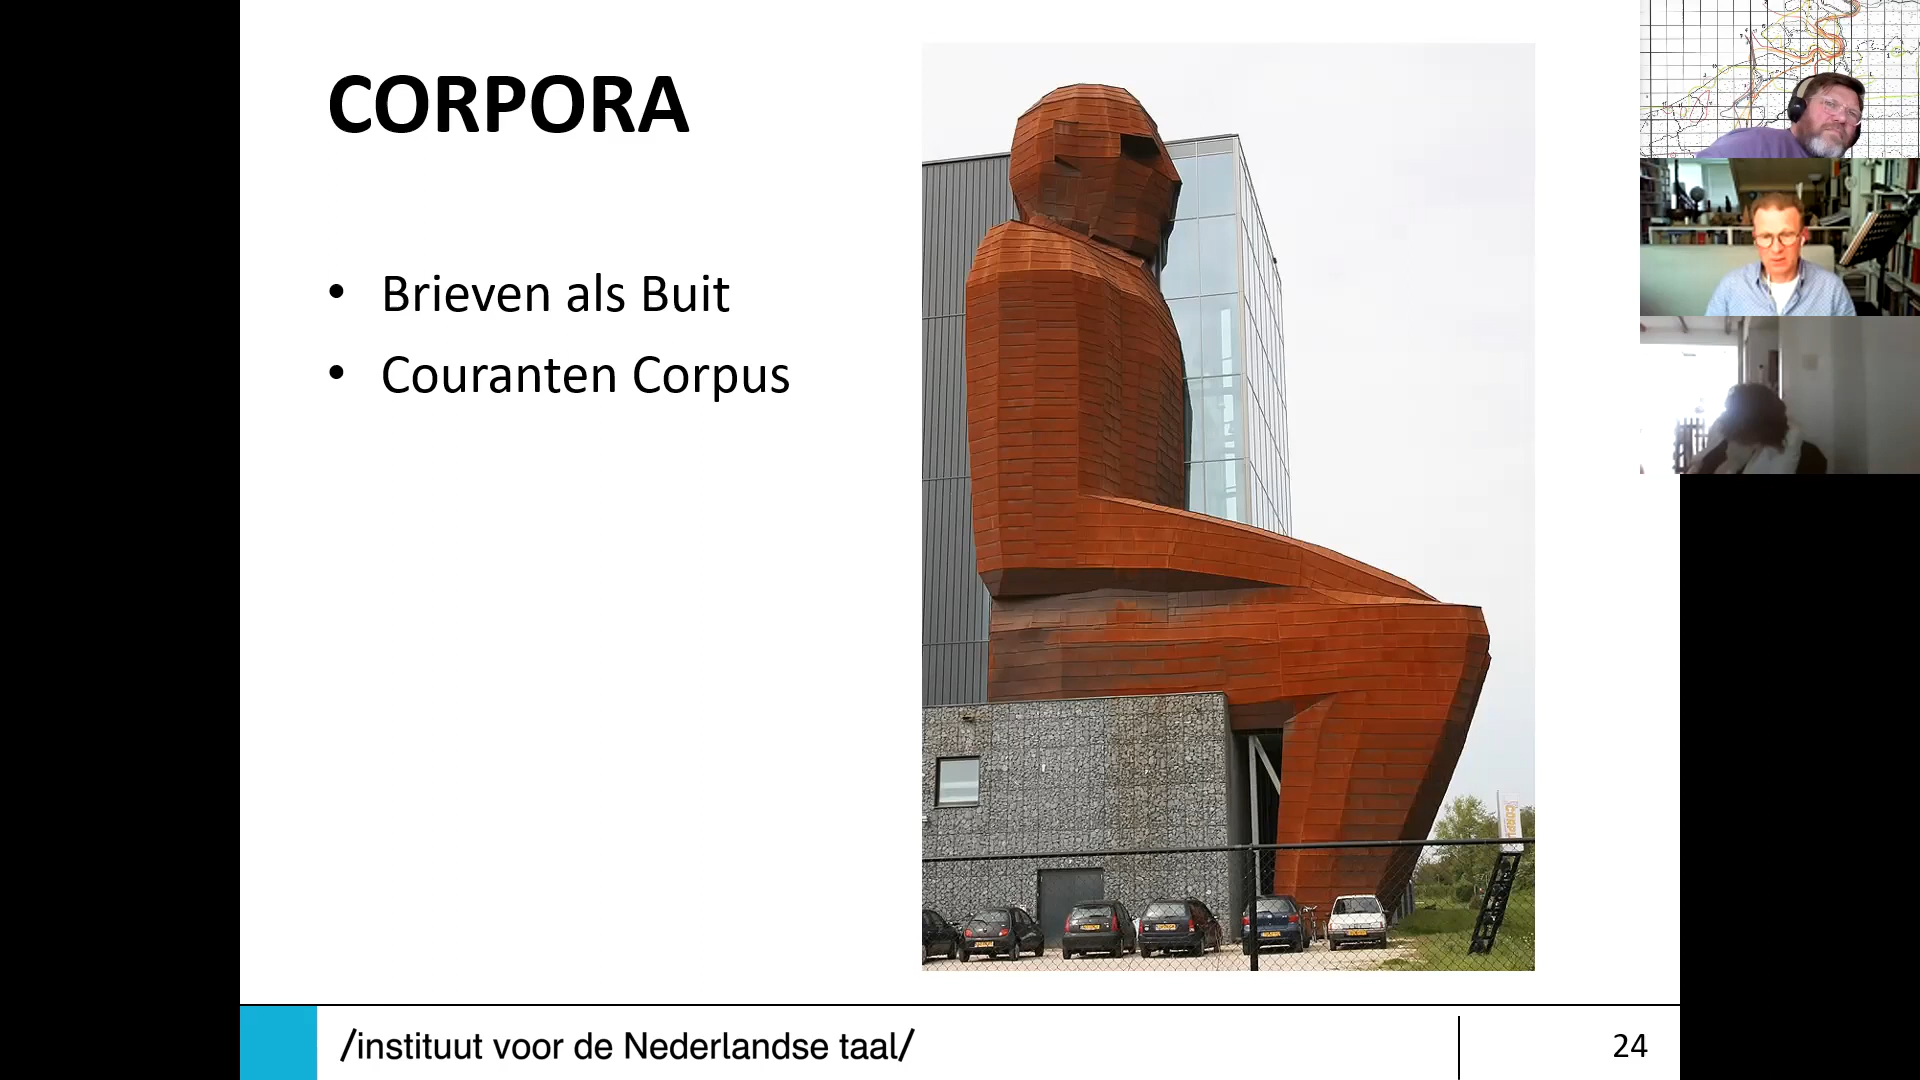 CORPORA
• Brieven als Buit
• Couranten Corpus
/instituut voor de Nederlandse taal/
24